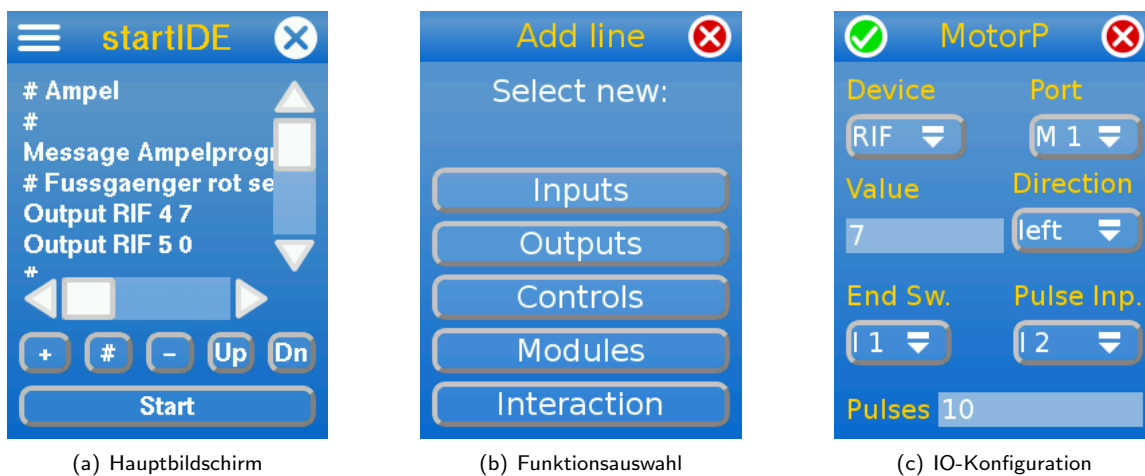 startIDE
# Ampel
#
Message Ampelprogr
# Fussgaenger rot se
Output RIF 4 7
Output RIF 5 0
#
+ # - Up Dn
Start
(a) Hauptbildschirm
Add line
Select new:
Inputs
Outputs
Controls
Modules
Interaction
(b) Funktionsauswahl
MotorP
Device Port
RIF M 1
Value Direction
7 left
End Sw. Pulse Inp.
I 1 I 2
Pulses 10
(c) IO-Konfiguration